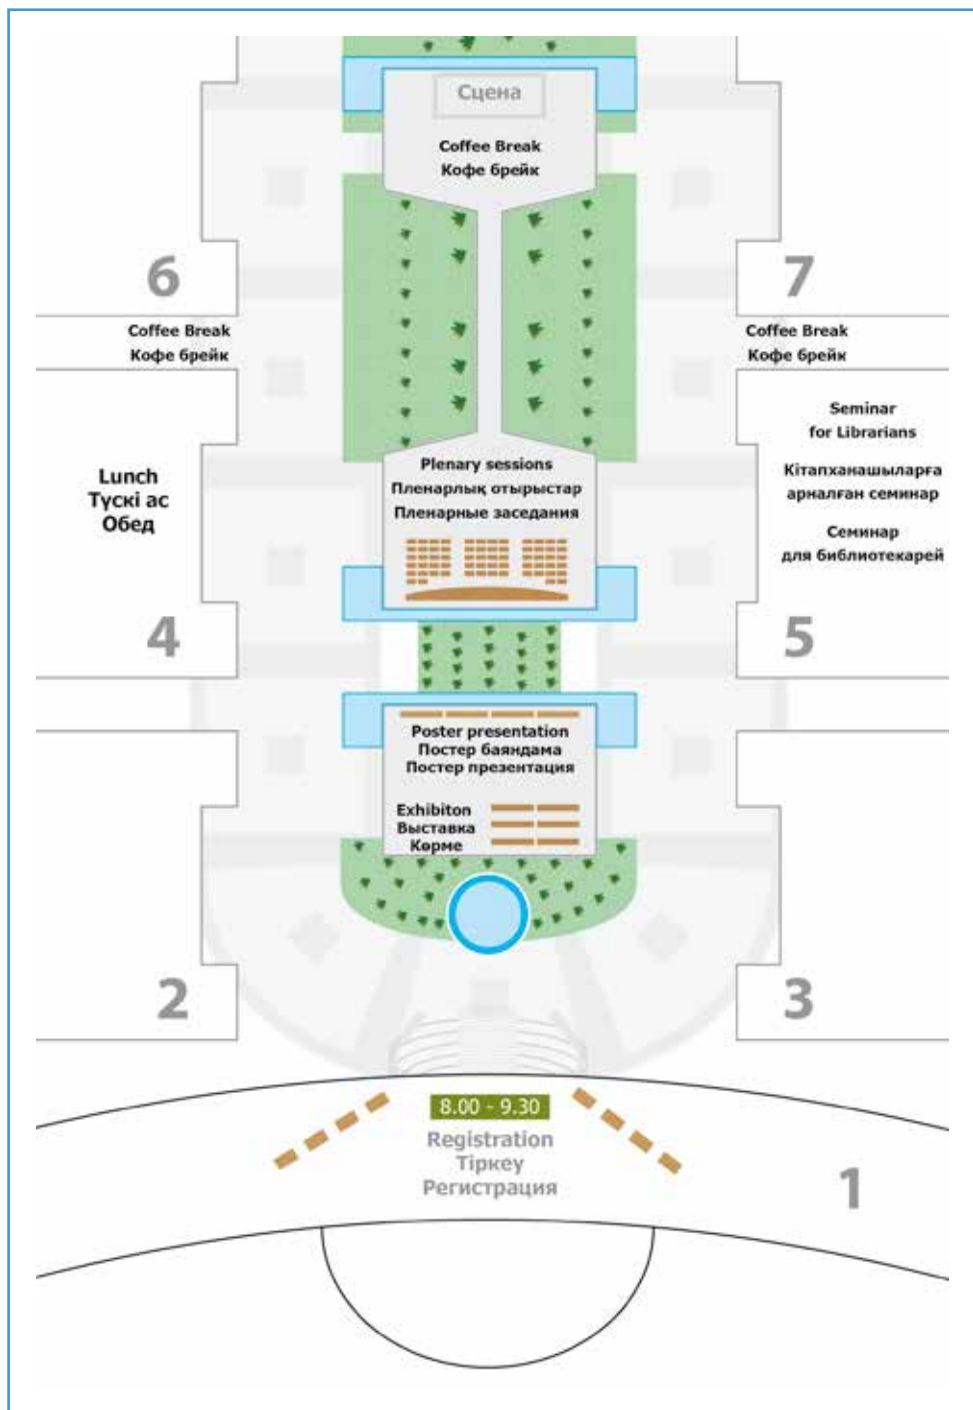 Сцена
Coffee Break
Кофе брейк
6
7
Coffee Break
Кофе брейк
Coffee Break
Кофе брейк
Seminar
for Librarians
Кітапханашыларға
арналған семинар
Семинар
для библиотекарей
Lunch
Түскі ас
Обед
Plenary sessions
Пленарлық отырыстар
Пленарные заседания
4
5
Poster presentation
Постер баяндама
Постер презентация
Exhibiton
Выставка
Көрме
2
3
8.00 - 9.30
Registration
Тіркеу
Регистрация
1